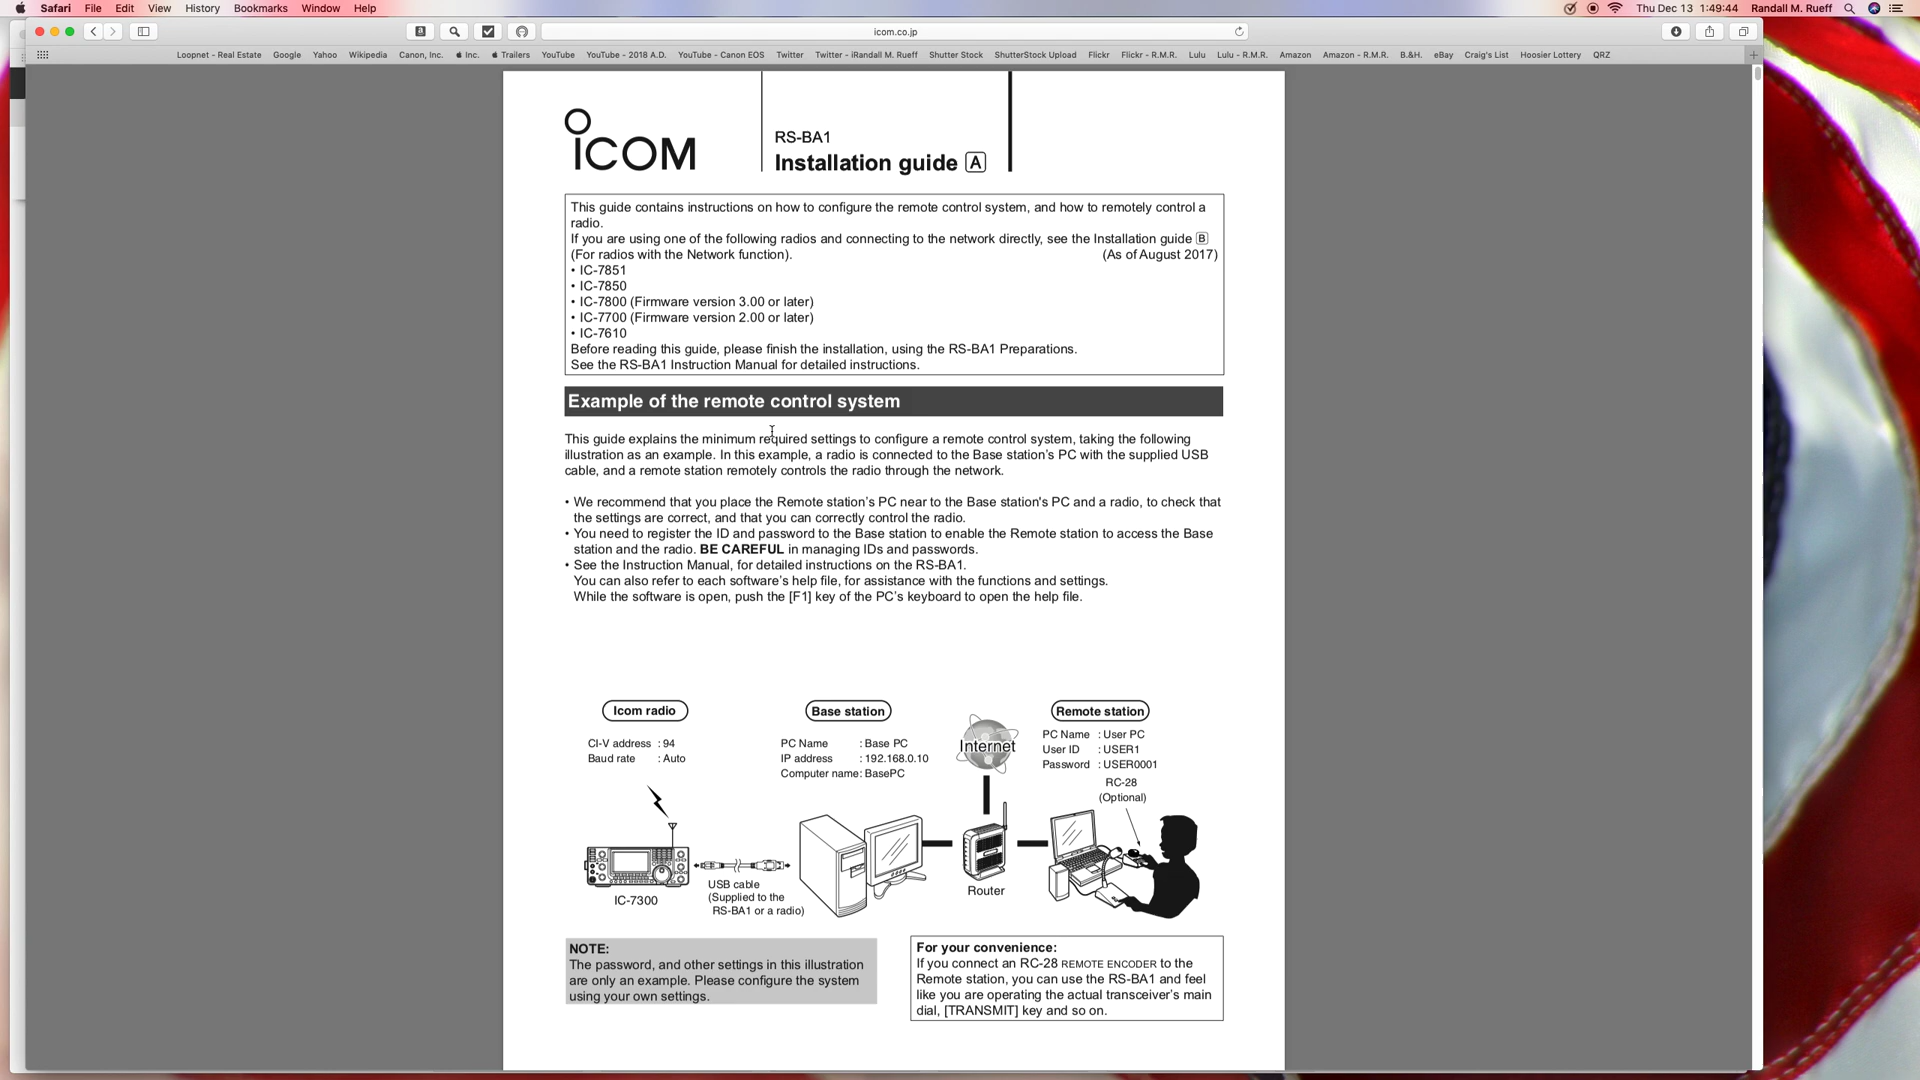 Safari File Edit View History Bookmarks Window Help
Thu Dec 13 1:49:44 Randall M. Rueff
icom.co.jp
Loopnet - Real Estate Google Yahoo Wikipedia Canon, Inc. Inc. Trailers YouTube YouTube - 2018 A.D. YouTube - Canon EOS Twitter Twitter - iRandall M. Rueff Shutter Stock ShutterStock Upload Flickr Flickr - R.M.R. Lulu Lulu - R.M.R. Amazon Amazon - R.M.R. B.&H. eBay Craig's List Hoosier Lottery QRZ
ICOM
RS-BA1
Installation guide A
This guide contains instructions on how to configure the remote control system, and how to remotely control a
radio.
If you are using one of the following radios and connecting to the network directly, see the Installation guide B
(For radios with the Network function). (As of August 2017)
• IC-7851
• IC-7850
• IC-7800 (Firmware version 3.00 or later)
• IC-7700 (Firmware version 2.00 or later)
• IC-7610
Before reading this guide, please finish the installation, using the RS-BA1 Preparations.
See the RS-BA1 Instruction Manual for detailed instructions.
Example of the remote control system
This guide explains the minimum required settings to configure a remote control system, taking the following
illustration as an example. In this example, a radio is connected to the Base station's PC with the supplied USB
cable, and a remote station remotely controls the radio through the network.
• We recommend that you place the Remote station's PC near to the Base station's PC and a radio, to check that
the settings are correct, and that you can correctly control the radio.
• You need to register the ID and password to the Base station to enable the Remote station to access the Base
station and the radio. BE CAREFUL in managing IDs and passwords.
• See the Instruction Manual, for detailed instructions on the RS-BA1.
You can also refer to each software's help file, for assistance with the functions and settings.
While the software is open, push the [F1] key of the PC's keyboard to open the help file.
Icom radio
CI-V address : 94
Baud rate : Auto
IC-7300
USB cable
(Supplied to the
RS-BA1 or a radio)
Base station
PC Name : Base PC
IP address : 192.168.0.10
Computer name: BasePC
Internet
Router
Remote station
PC Name : User PC
User ID : USER1
Password : USER0001
RC-28
(Optional)
NOTE:
The password, and other settings in this illustration
are only an example. Please configure the system
using your own settings.
For your convenience:
If you connect an RC-28 REMOTE ENCODER to the
Remote station, you can use the RS-BA1 and feel
like you are operating the actual transceiver's main
dial, [TRANSMIT] key and so on.